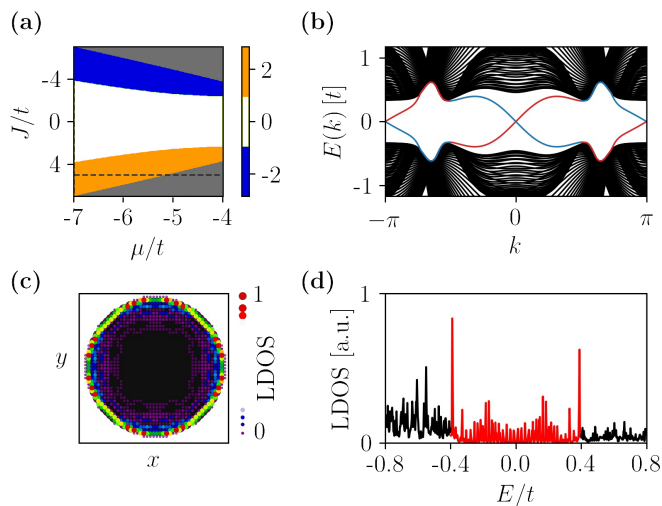 (a)
-4
0
4
J/t
-7
-6
-5
-4
μ/t
2
0
-2
(b)
1
0
-1
E(k) [t]
−π
0
π
k
(c)
y
x
1
0
LDOS
(d)
1
0
LDOS [a.u.]
-0.8
-0.4
0.0
0.4
0.8
E/t